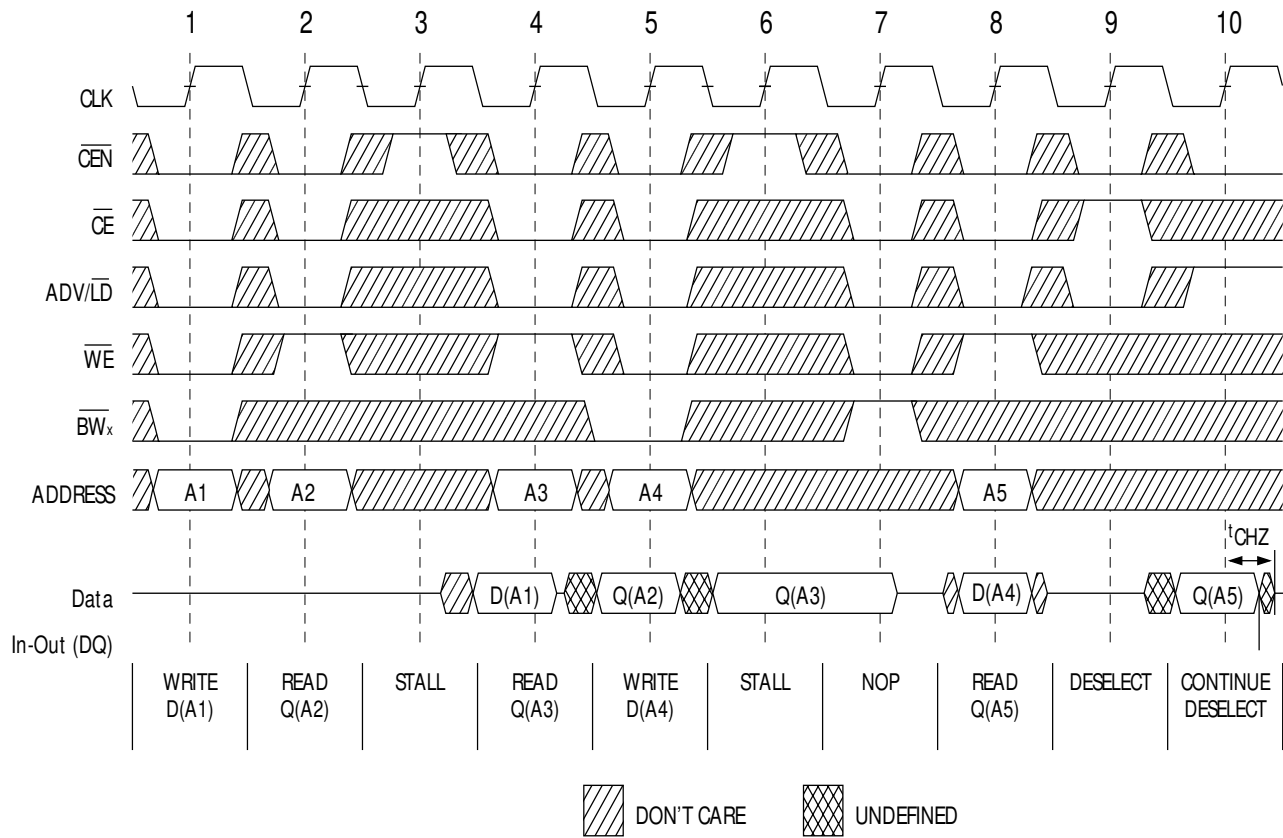 1 2 3 4 5 6 7 8 9 10
CLK
CEN
CE
ADV/LD
WE
BWx
ADDRESS A1 A2 A3 A4 A5
tCHZ
Data D(A1) Q(A2) Q(A3) D(A4) Q(A5)
In-Out (DQ)
WRITE READ STALL READ WRITE STALL NOP READ DESELECT CONTINUE
D(A1) Q(A2) Q(A3) D(A4) Q(A5) DESELECT
DON'T CARE UNDEFINED